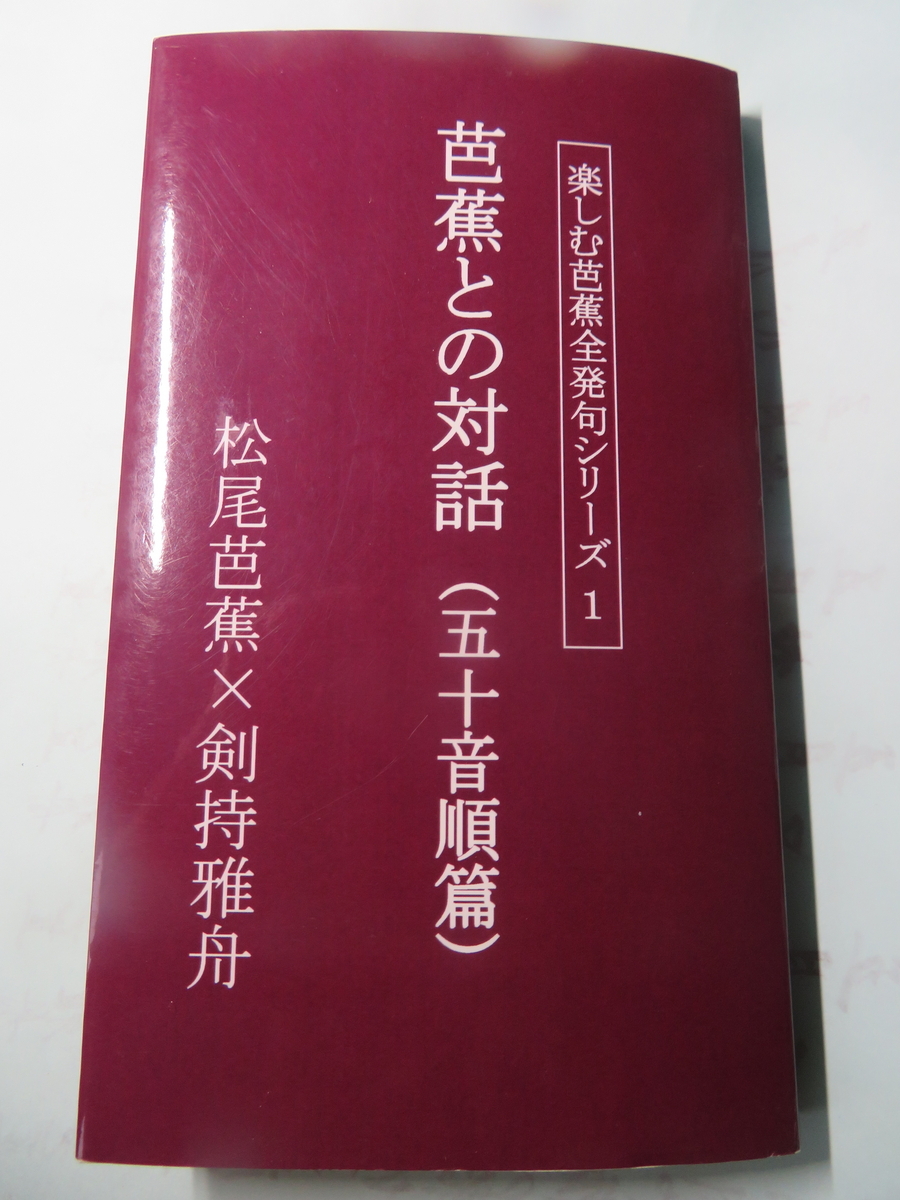 楽しむ芭蕉全発句シリーズ 1
芭蕉との対話（五十音順篇）
松尾芭蕉×剣持雅舟